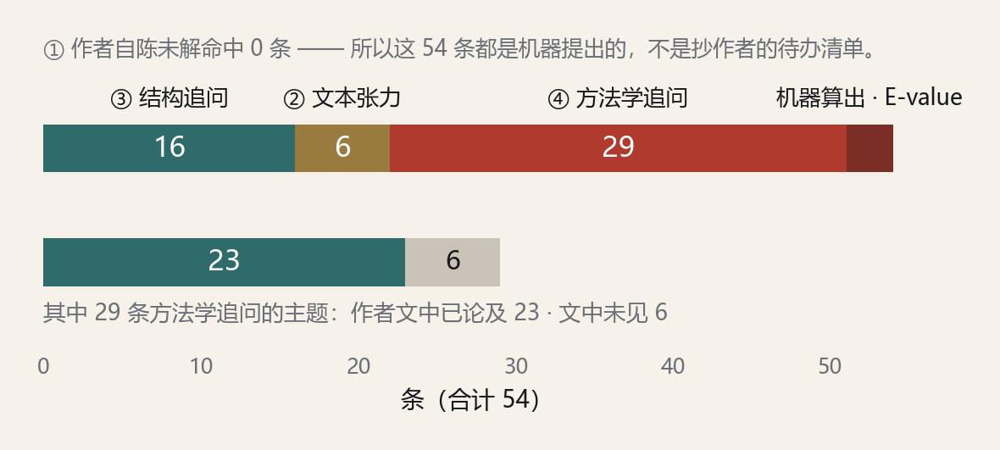 ① 作者自陈未解命中 0 条 —— 所以这 54 条都是机器提出的，不是抄作者的待办清单。
③ 结构追问 ② 文本张力 ④ 方法学追问 机器算出 · E-value
16 6 29
23 6
其中 29 条方法学追问的主题：作者文中已论及 23 · 文中未见 6
0 10 20 30 40 50
条（合计 54）